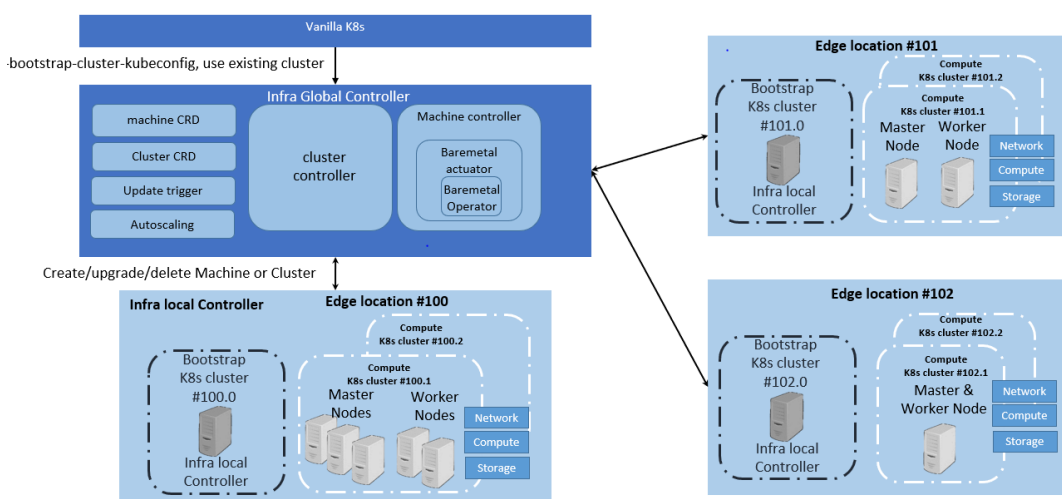 Vanilla K8s
-bootstrap-cluster-kubeconfig, use existing cluster
Infra Global Controller
machine CRD
Cluster CRD
Update trigger
Autoscaling
cluster
controller
Machine controller
Baremetal
actuator
Baremetal
Operator
Create/upgrade/delete Machine or Cluster
Infra local Controller
Edge location #100
Bootstrap
K8s cluster
#100.0
Infra local
Controller
Compute
K8s cluster #100.2
Compute
K8s cluster #100.1
Master
Nodes
Worker
Nodes
Network
Compute
Storage
Edge location #101
Bootstrap
K8s cluster
#101.0
Infra local
Controller
Compute
K8s cluster #101.2
Compute
K8s cluster #101.1
Master
Node
Worker
Node
Network
Compute
Storage
Edge location #102
Bootstrap
K8s cluster
#102.0
Infra local
Controller
Compute
K8s cluster #102.2
Compute
K8s cluster #102.1
Master &
Worker Node
Network
Compute
Storage